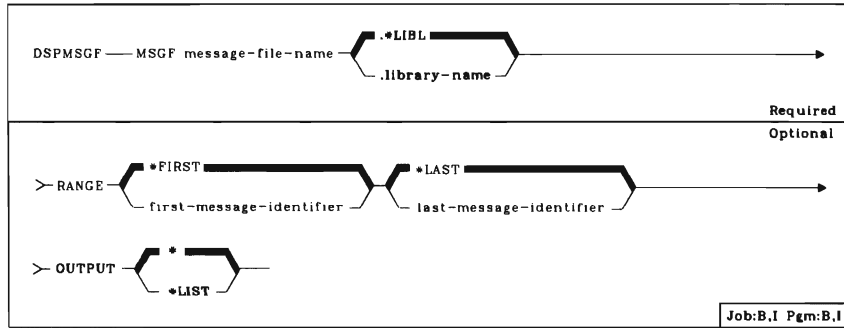 .*LIBL
DSPMSGF MSGF message-file-name
.library-name
Required
Optional
*FIRST *LAST
RANGE
first-message-identifier last-message-identifier
*
OUTPUT
*LIST
Job:B,I Pgm:B,I